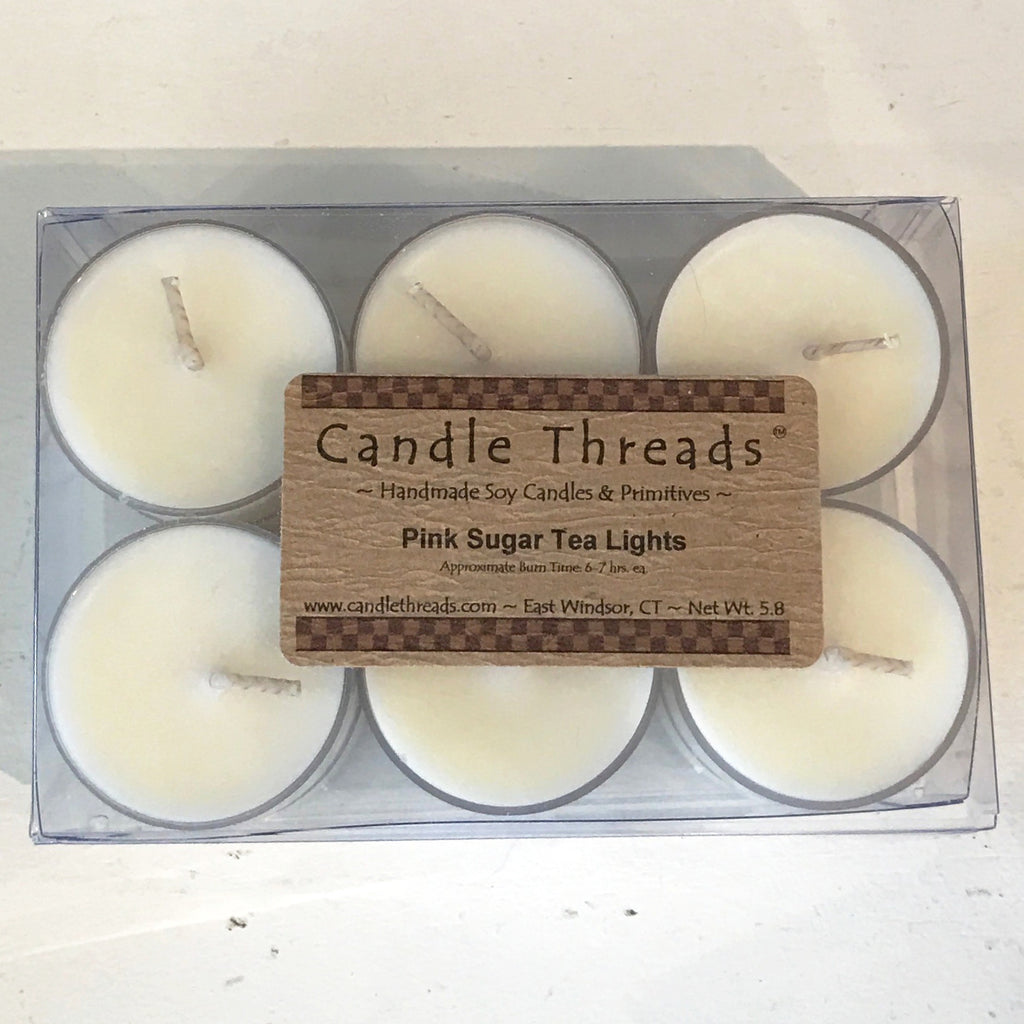 Candle Threads™
~ Handmade Soy Candles & Primitives ~
Pink Sugar Tea Lights
Approximate Burn Time: 6-7 hrs. ea.
www.candlethreads.com ~ East Windsor, CT ~ Net Wt. 5.8